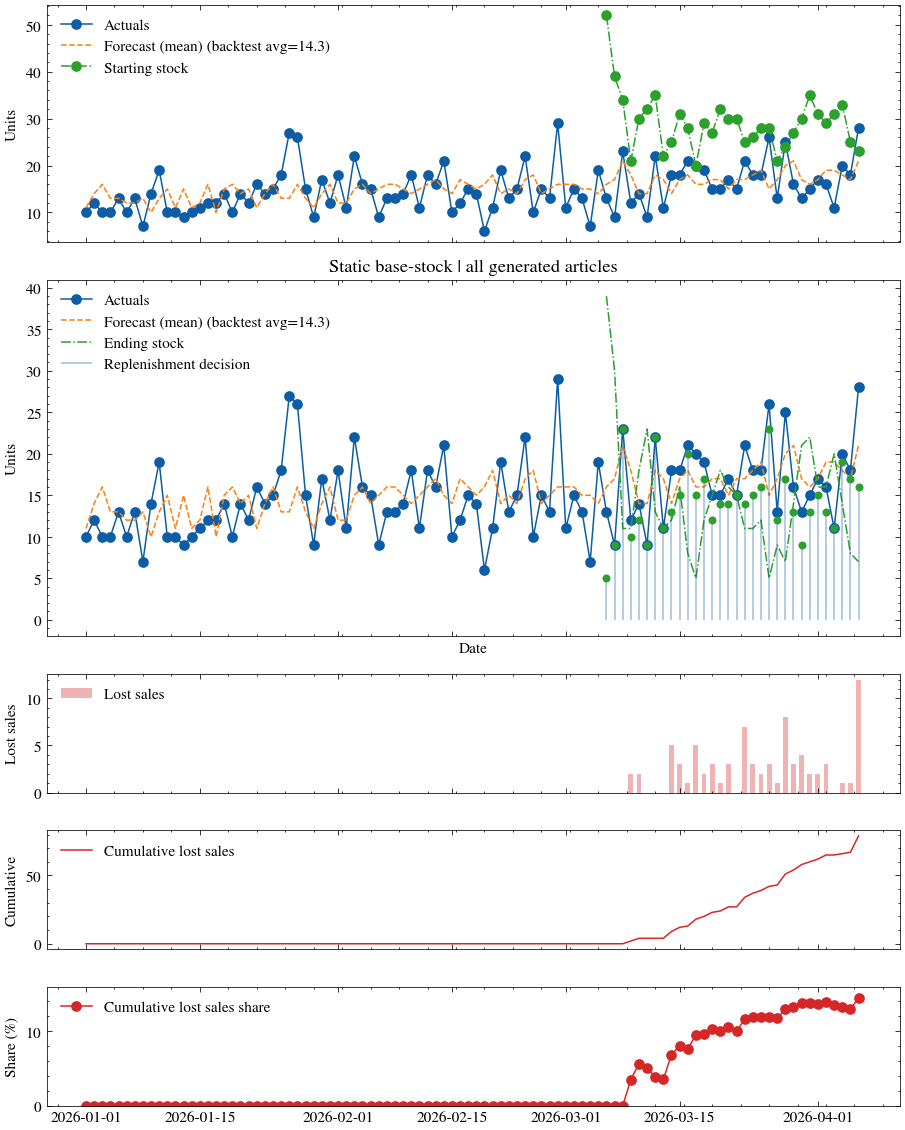 50
40
30
20
10
Units
Actuals
Forecast (mean) (backtest avg=14.3)
Starting stock
Static base-stock | all generated articles
40
35
30
25
20
15
10
5
0
Units
Actuals
Forecast (mean) (backtest avg=14.3)
Ending stock
Replenishment decision
Date
10
5
0
Lost sales
Lost sales
50
0
Cumulative
Cumulative lost sales
10
0
Share (%)
Cumulative lost sales share
2026-01-01 2026-01-15 2026-02-01 2026-02-15 2026-03-01 2026-03-15 2026-04-01